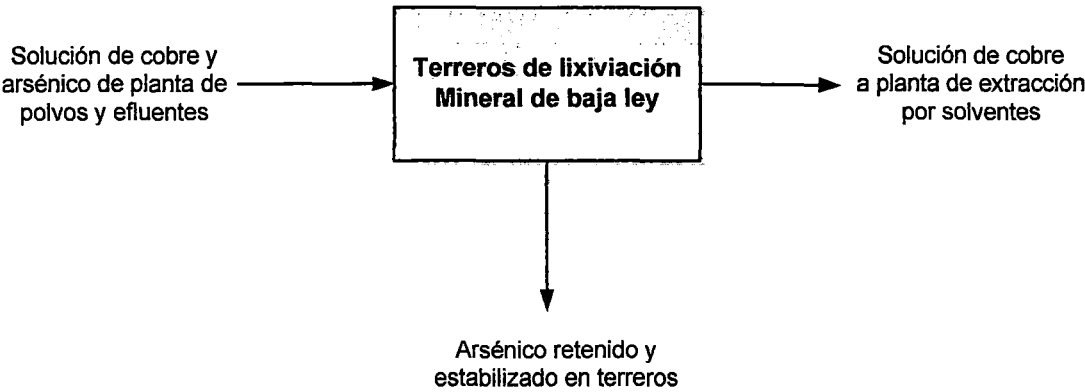 Solución de cobre y
arsénico de planta de
polvos y efluentes
Terreros de lixiviación
Mineral de baja ley
Solución de cobre
a planta de extracción
por solventes
Arsénico retenido y
estabilizado en terreros